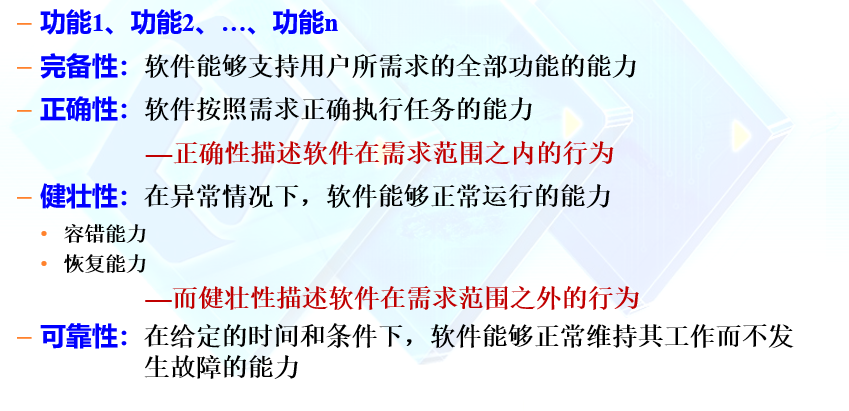 – 功能1、功能2、…、功能n
– 完备性：软件能够支持用户所需求的全部功能的能力
– 正确性：软件按照需求正确执行任务的能力
—正确性描述软件在需求范围之内的行为
– 健壮性：在异常情况下，软件能够正常运行的能力
• 容错能力
• 恢复能力
—而健壮性描述软件在需求范围之外的行为
– 可靠性：在给定的时间和条件下，软件能够正常维持其工作而不发
生故障的能力